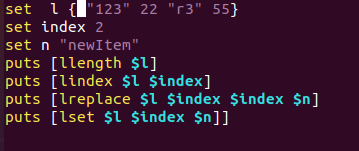 set  l { "123" 22 "r3" 55}
set index 2
set n "newItem"
puts [llength $l]
puts [lindex $l $index]
puts [lreplace $l $index $index $n]
puts [lset $l $index $n]]